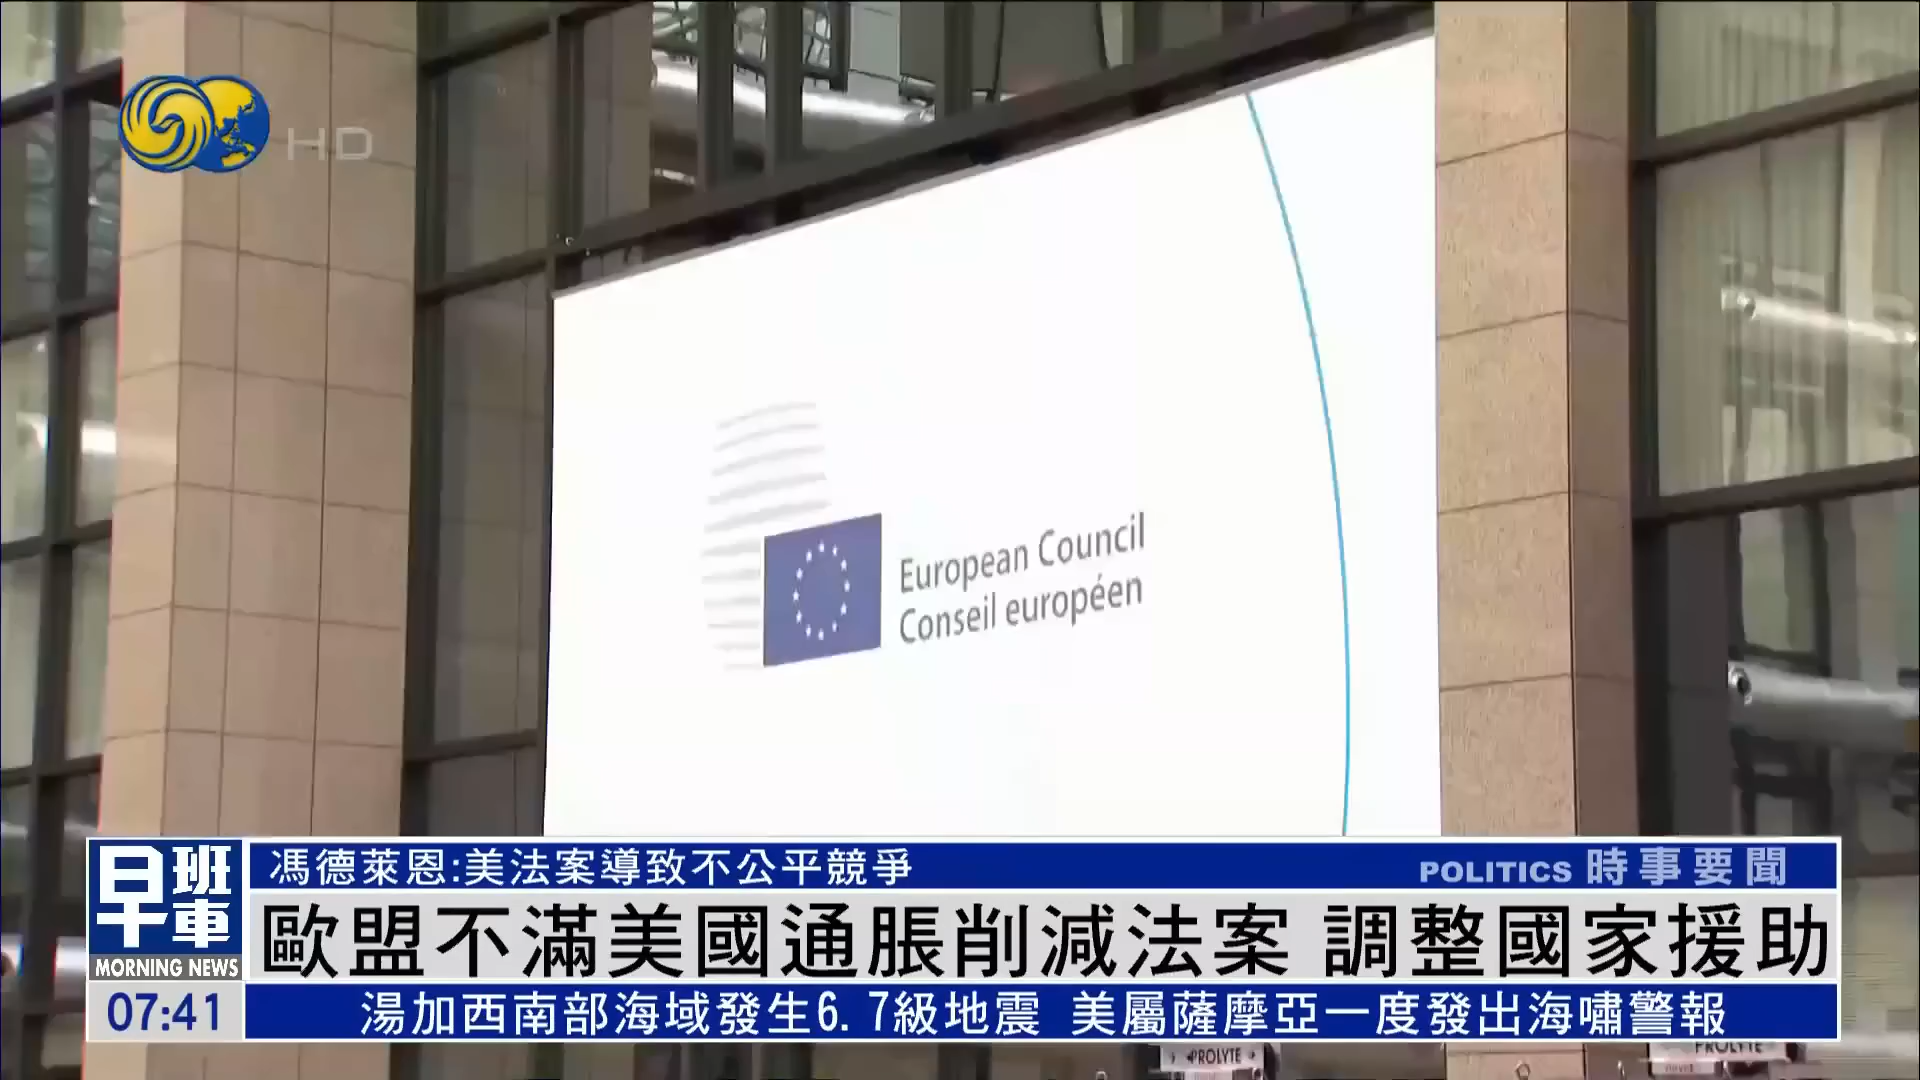 HD
European Council
Conseil européen
早班車
MORNING NEWS
07:41
馮德萊恩:美法案導致不公平競爭
POLITICS 時事要聞
歐盟不滿美國通脹削減法案 調整國家援助
湯加西南部海域發生6.7級地震 美屬薩摩亞一度發出海嘯警報
PROLYTE
PROLYTE